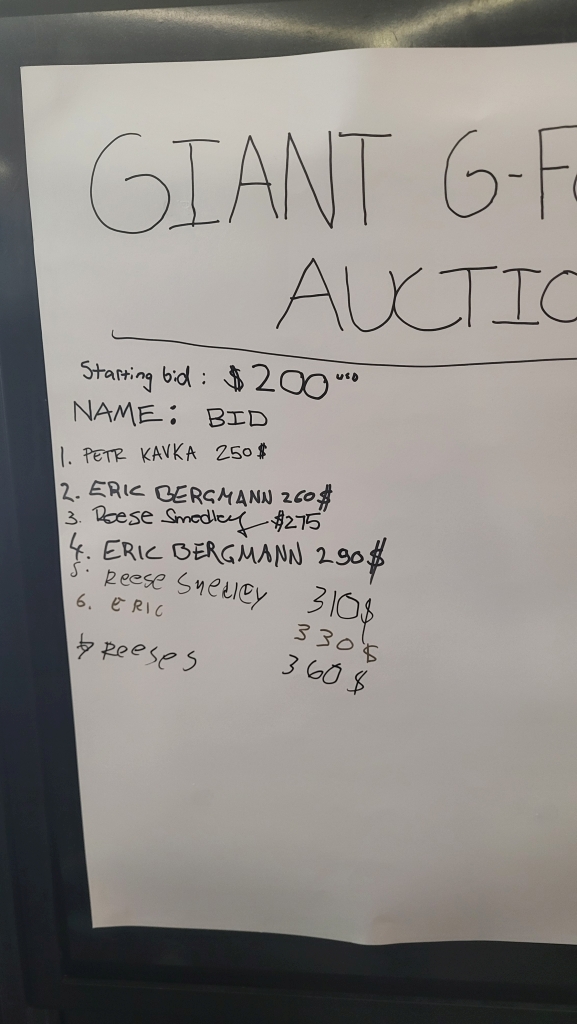 GIANT G-F
AUCTIO
Starting bid: $200 USD
NAME: BID
1. PETR KAVKA 250$
2. ERIC BERGMANN 260$
3. Reese Smedley $275
4. ERIC BERGMANN 290$
5. Reese Smedley 310$
6. ERIC 330$
7 Reeses 360$